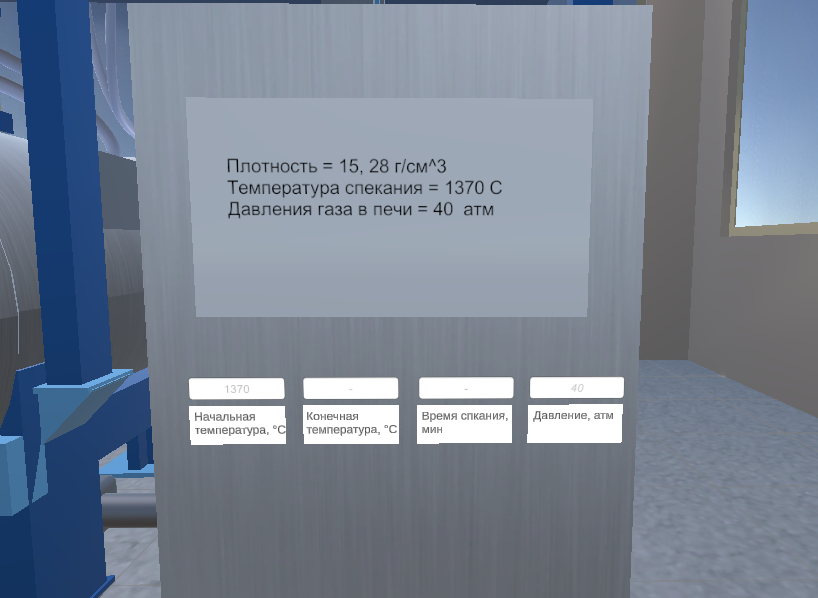 Плотность = 15, 28 г/см^3
Температура спекания = 1370 С
Давления газа в печи = 40 атм
1370
-
-
40
Начальная
температура, °С
Конечная
температура, °С
Время спкания,
мин
Давление, атм